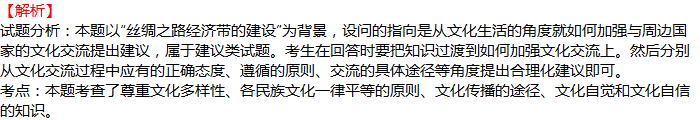 【解析】
试题分析：本题以“丝绸之路经济带的建设”为背景，设问的指向是从文化生活的角度就如何加强与周边国
家的文化交流提出建议，属于建议类试题。考生在回答时要把知识过渡到如何加强文化交流上。然后分别
从文化交流过程中应有的正确态度、遵循的原则、交流的具体途径等角度提出合理化建议即可。
考点：本题考查了尊重文化多样性、各民族文化一律平等的原则、文化传播的途径、文化自觉和文化自信
的知识。